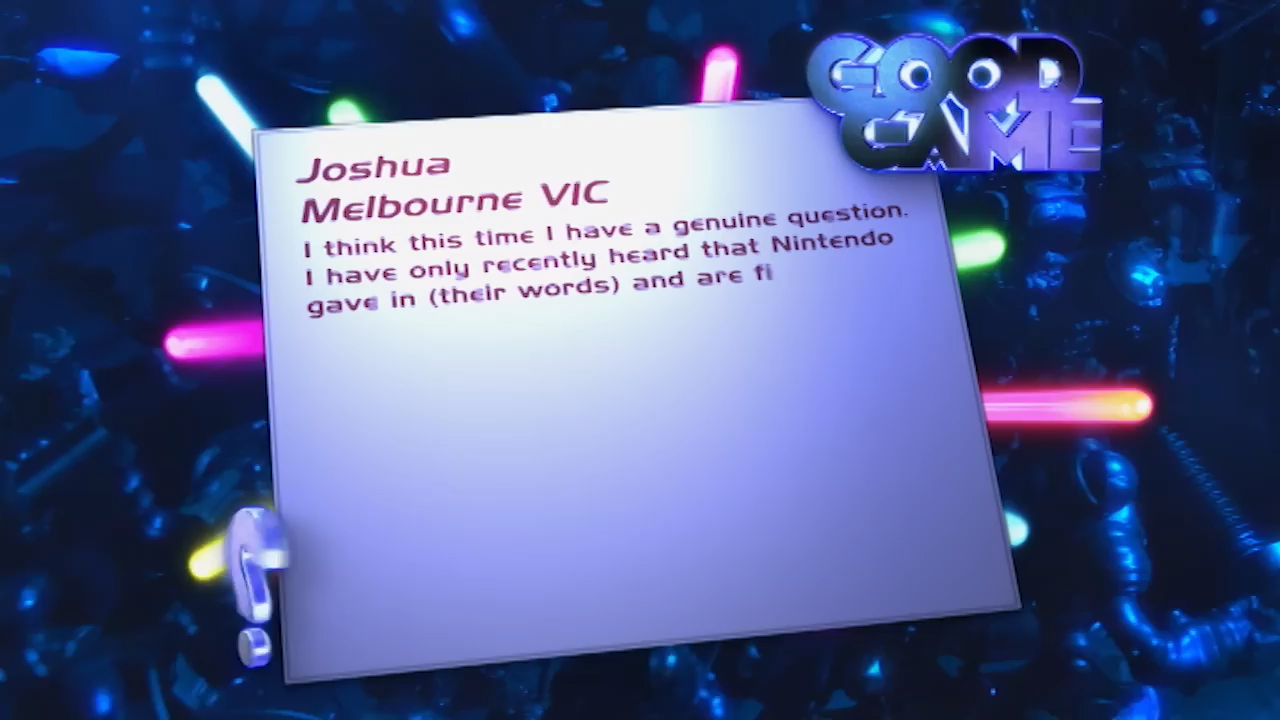 GOOD
GAME
Joshua
Melbourne VIC
I think this time I have a genuine question.
I have only recently heard that Nintendo
gave in (their words) and are fi
?